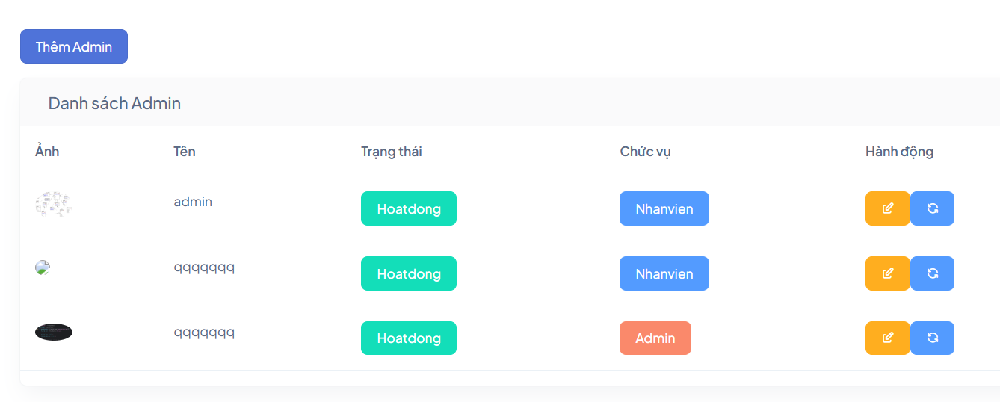 Thêm Admin
Danh sách Admin
Ảnh Tên Trạng thái Chức vụ Hành động
admin Hoatdong Nhanvien
qqqqqqq Hoatdong Nhanvien
qqqqqqq Hoatdong Admin